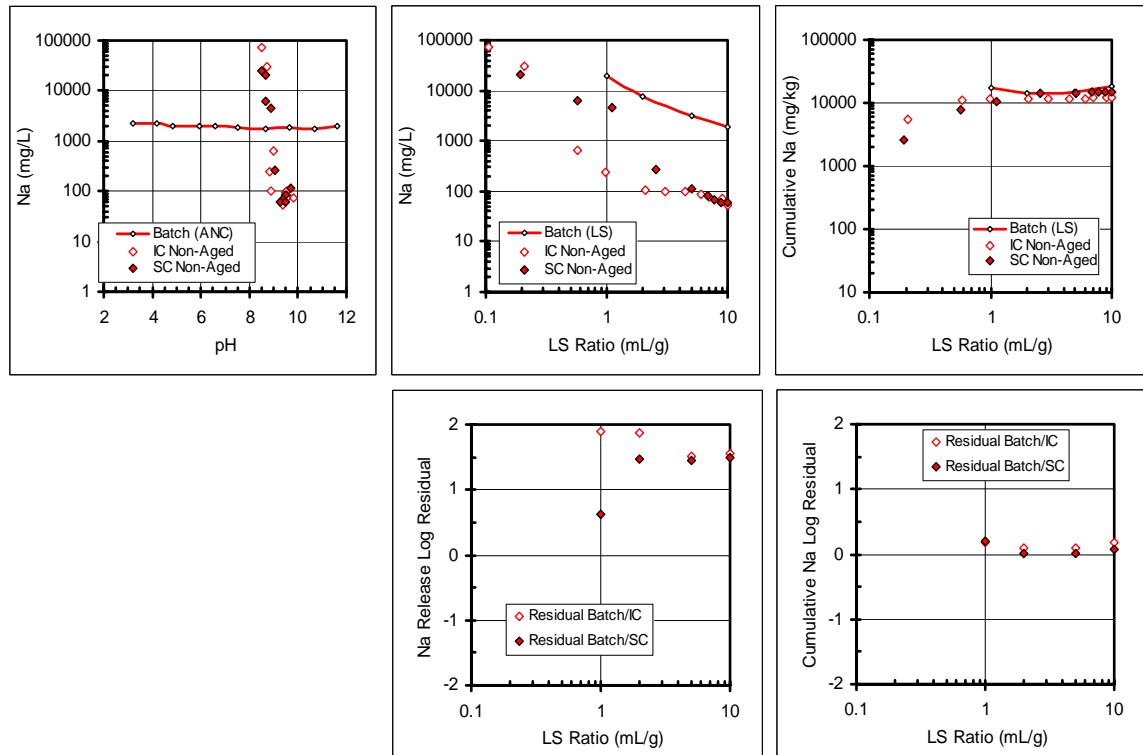 Na (mg/L)
100000
10000
1000
100
10
1
Batch (ANC)
IC Non-Aged
SC Non-Aged
2 4 6 8 10 12
pH
Na (mg/L)
100000
10000
1000
100
10
1
Batch (LS)
IC Non-Aged
SC Non-Aged
0.1 1 10
LS Ratio (mL/g)
Cumulative Na (mg/kg)
100000
10000
1000
100
10
Batch (LS)
IC Non-Aged
SC Non-Aged
0.1 1 10
LS Ratio (mL/g)
Na Release Log Residual
2
1
0
-1
-2
Residual Batch/IC
Residual Batch/SC
0.1 1 10
LS Ratio (mL/g)
Cumulative Na Log Residual
2
1
0
-1
-2
Residual Batch/IC
Residual Batch/SC
0.1 1 10
LS Ratio (mL/g)